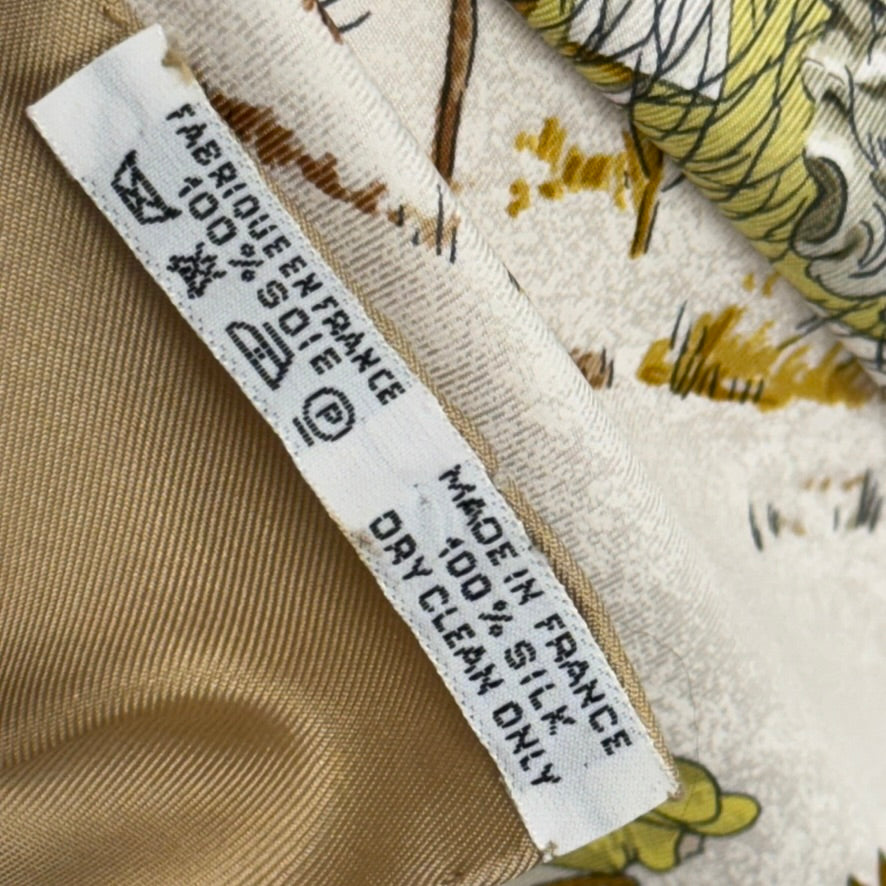 FABRIQUE EN FRANCE
100% SOIE
P
MADE IN FRANCE
100% SILK
DRY CLEAN ONLY